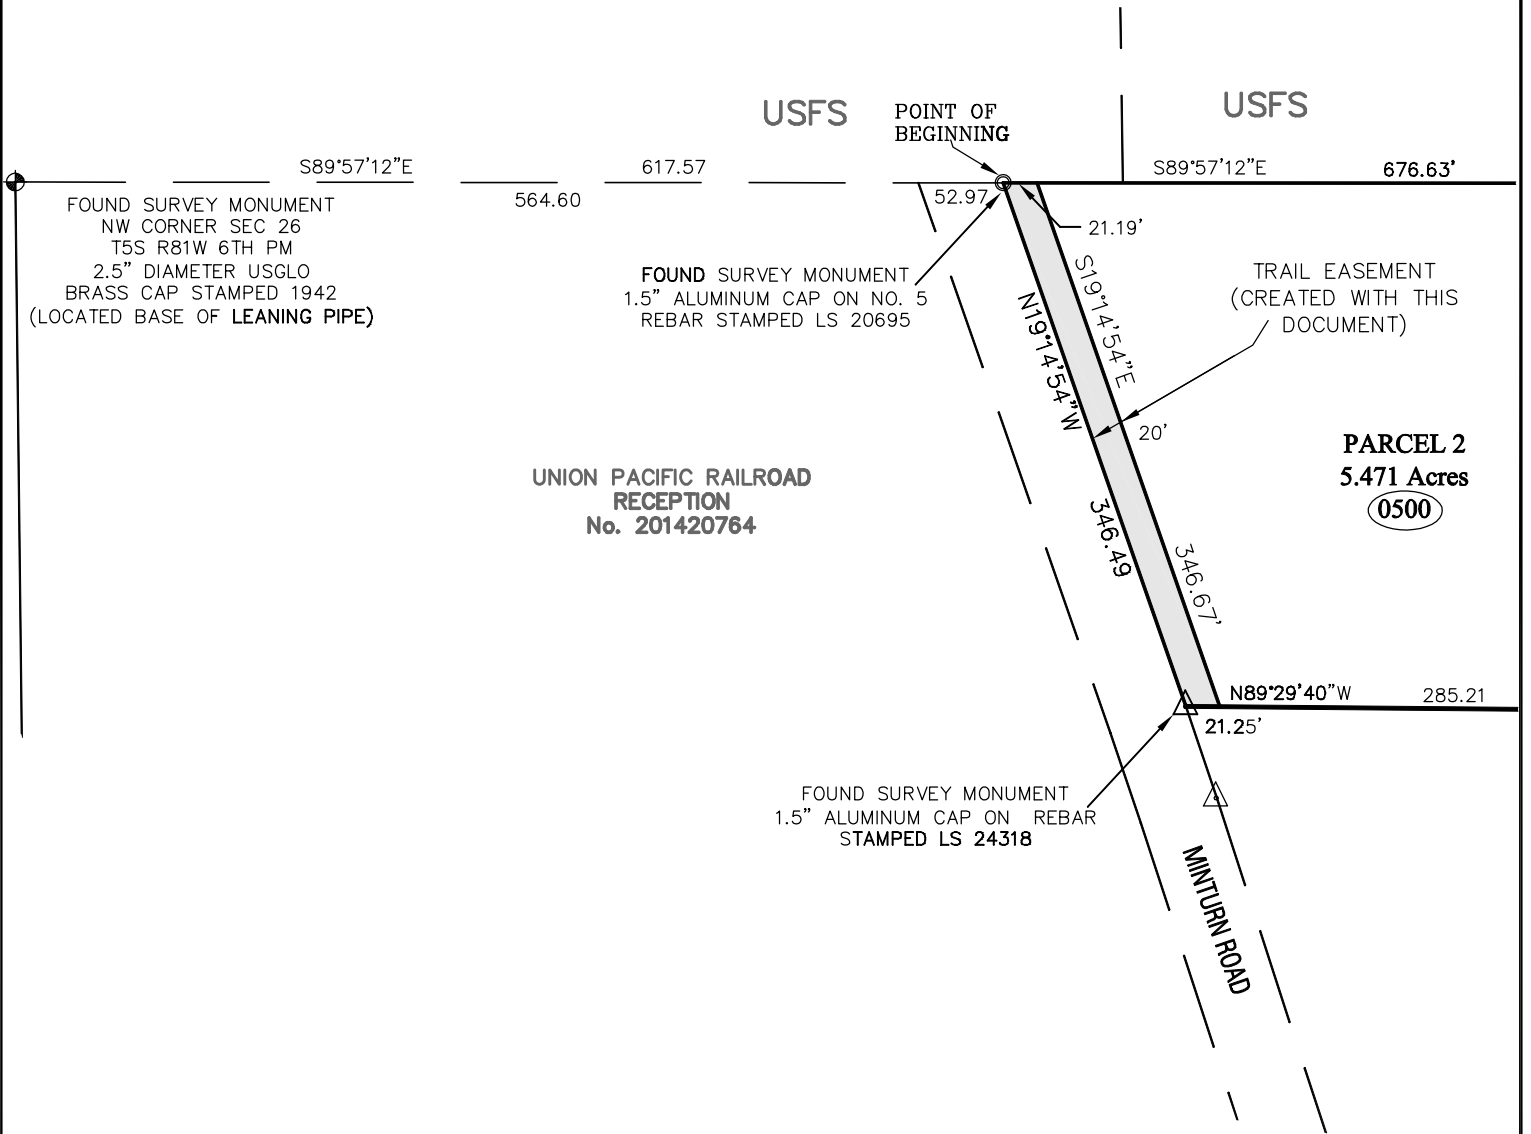 USFS
USFS
POINT OF
BEGINNING
S89°57'12"E
617.57
S89°57'12"E
676.63'
564.60
52.97
21.19'
FOUND SURVEY MONUMENT
NW CORNER SEC 26
T5S R81W 6TH PM
2.5" DIAMETER USGLO
BRASS CAP STAMPED 1942
(LOCATED BASE OF LEANING PIPE)
FOUND SURVEY MONUMENT
1.5" ALUMINUM CAP ON NO. 5
REBAR STAMPED LS 20695
S19°14'54"E
N19°14'54"W
TRAIL EASEMENT
(CREATED WITH THIS
DOCUMENT)
20'
PARCEL 2
5.471 Acres
0500
UNION PACIFIC RAILROAD
RECEPTION
No. 201420764
346.49
346.67'
N89°29'40"W
285.21
21.25'
FOUND SURVEY MONUMENT
1.5" ALUMINUM CAP ON REBAR
STAMPED LS 24318
MINTURN ROAD